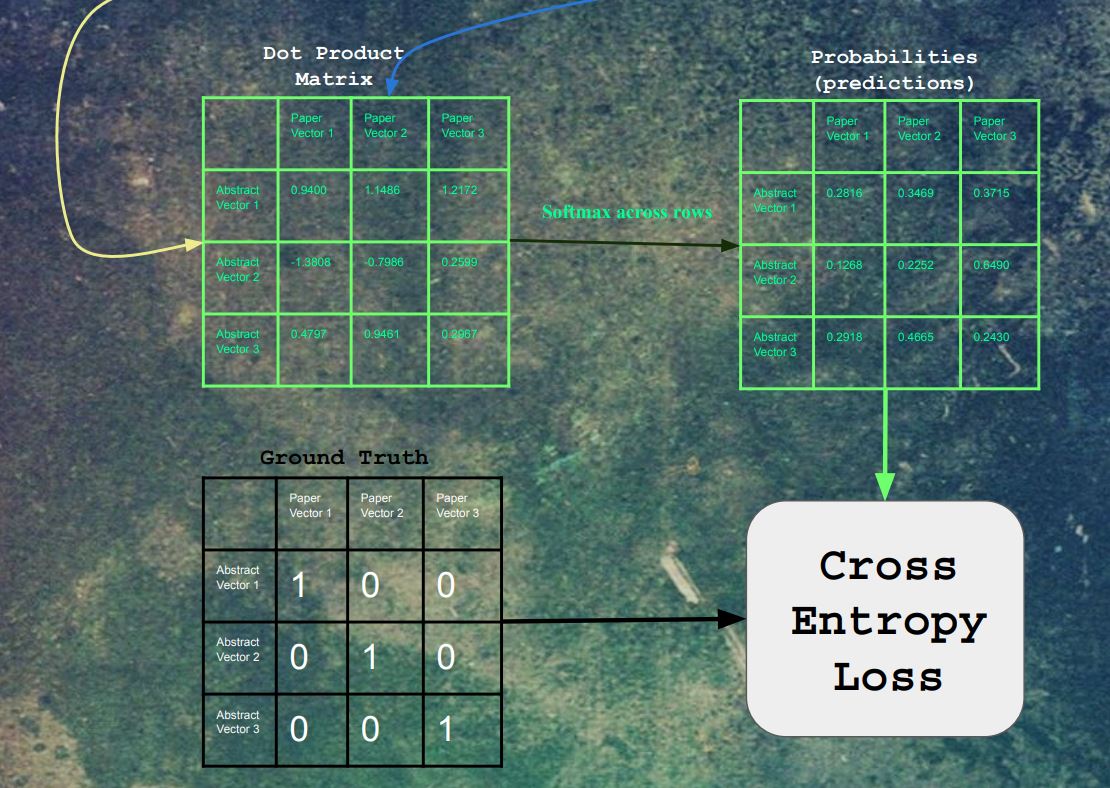 Dot Product
Matrix
Paper
Vector 1
Paper
Vector 2
Paper
Vector 3
Abstract
Vector 1
0.9400
1.1486
1.2172
Abstract
Vector 2
-1.3808
-0.7986
0.2599
Abstract
Vector 3
0.4797
0.9461
0.2967
Softmax across rows
Probabilities
(predictions)
Paper
Vector 1
Paper
Vector 2
Paper
Vector 3
Abstract
Vector 1
0.2816
0.3469
0.3715
Abstract
Vector 2
0.1268
0.2252
0.6490
Abstract
Vector 3
0.2918
0.4665
0.2430
Ground Truth
Paper
Vector 1
Paper
Vector 2
Paper
Vector 3
Abstract
Vector 1
1
0
0
Abstract
Vector 2
0
1
0
Abstract
Vector 3
0
0
1
Cross
Entropy
Loss